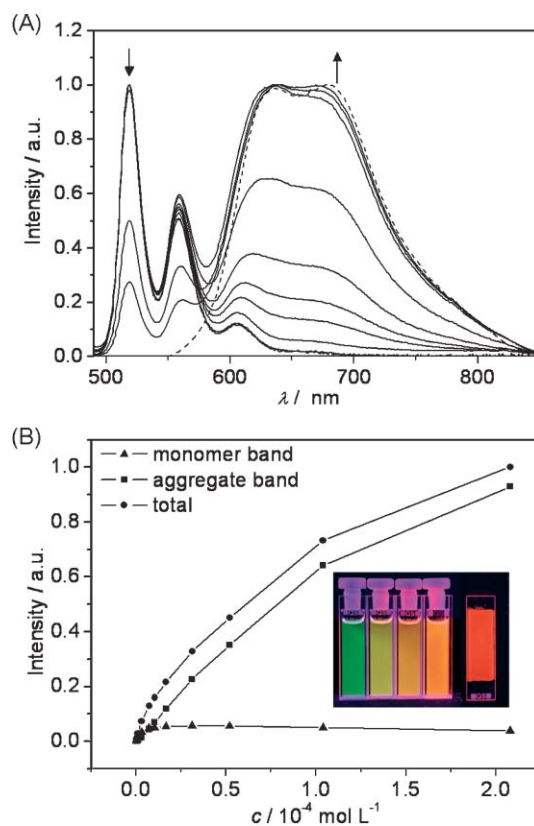 (A)
1.2
1.0
0.8
0.6
0.4
0.2
0.0
Intensity / a.u.
500 600 700 800
λ / nm
(B)
monomer band
aggregate band
total
1.0
0.8
0.6
0.4
0.2
0.0
Intensity / a.u.
0.0 0.5 1.0 1.5 2.0
c / 10⁻⁴ mol L⁻¹